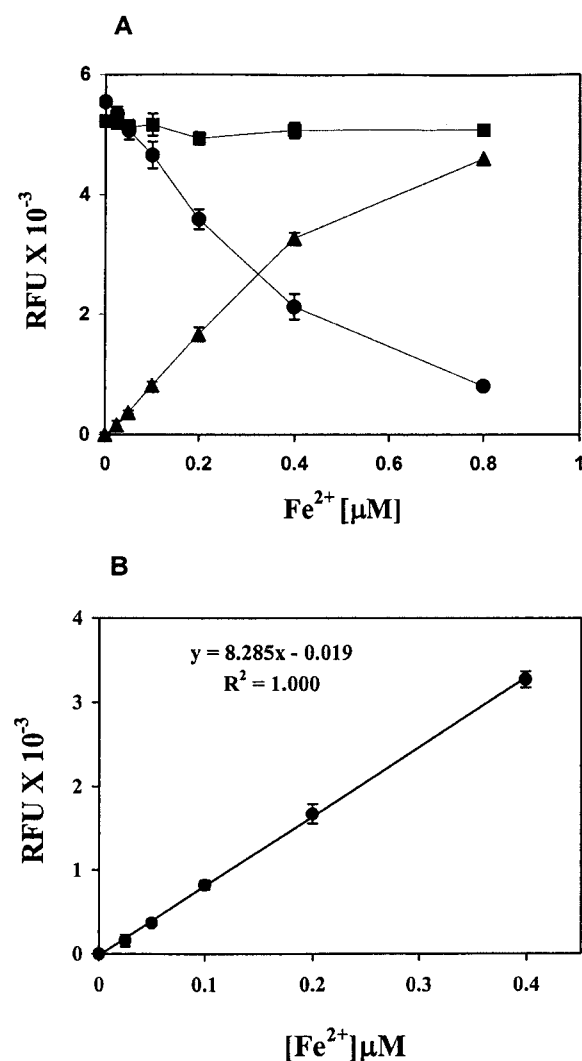 A
6
4
2
0
RFU X 10⁻³
0 0.2 0.4 0.6 0.8 1
Fe²⁺ [µM]
B
y = 8.285x - 0.019
R² = 1.000
4
3
2
1
0
RFU X 10⁻³
0 0.1 0.2 0.3 0.4
[Fe²⁺]µM